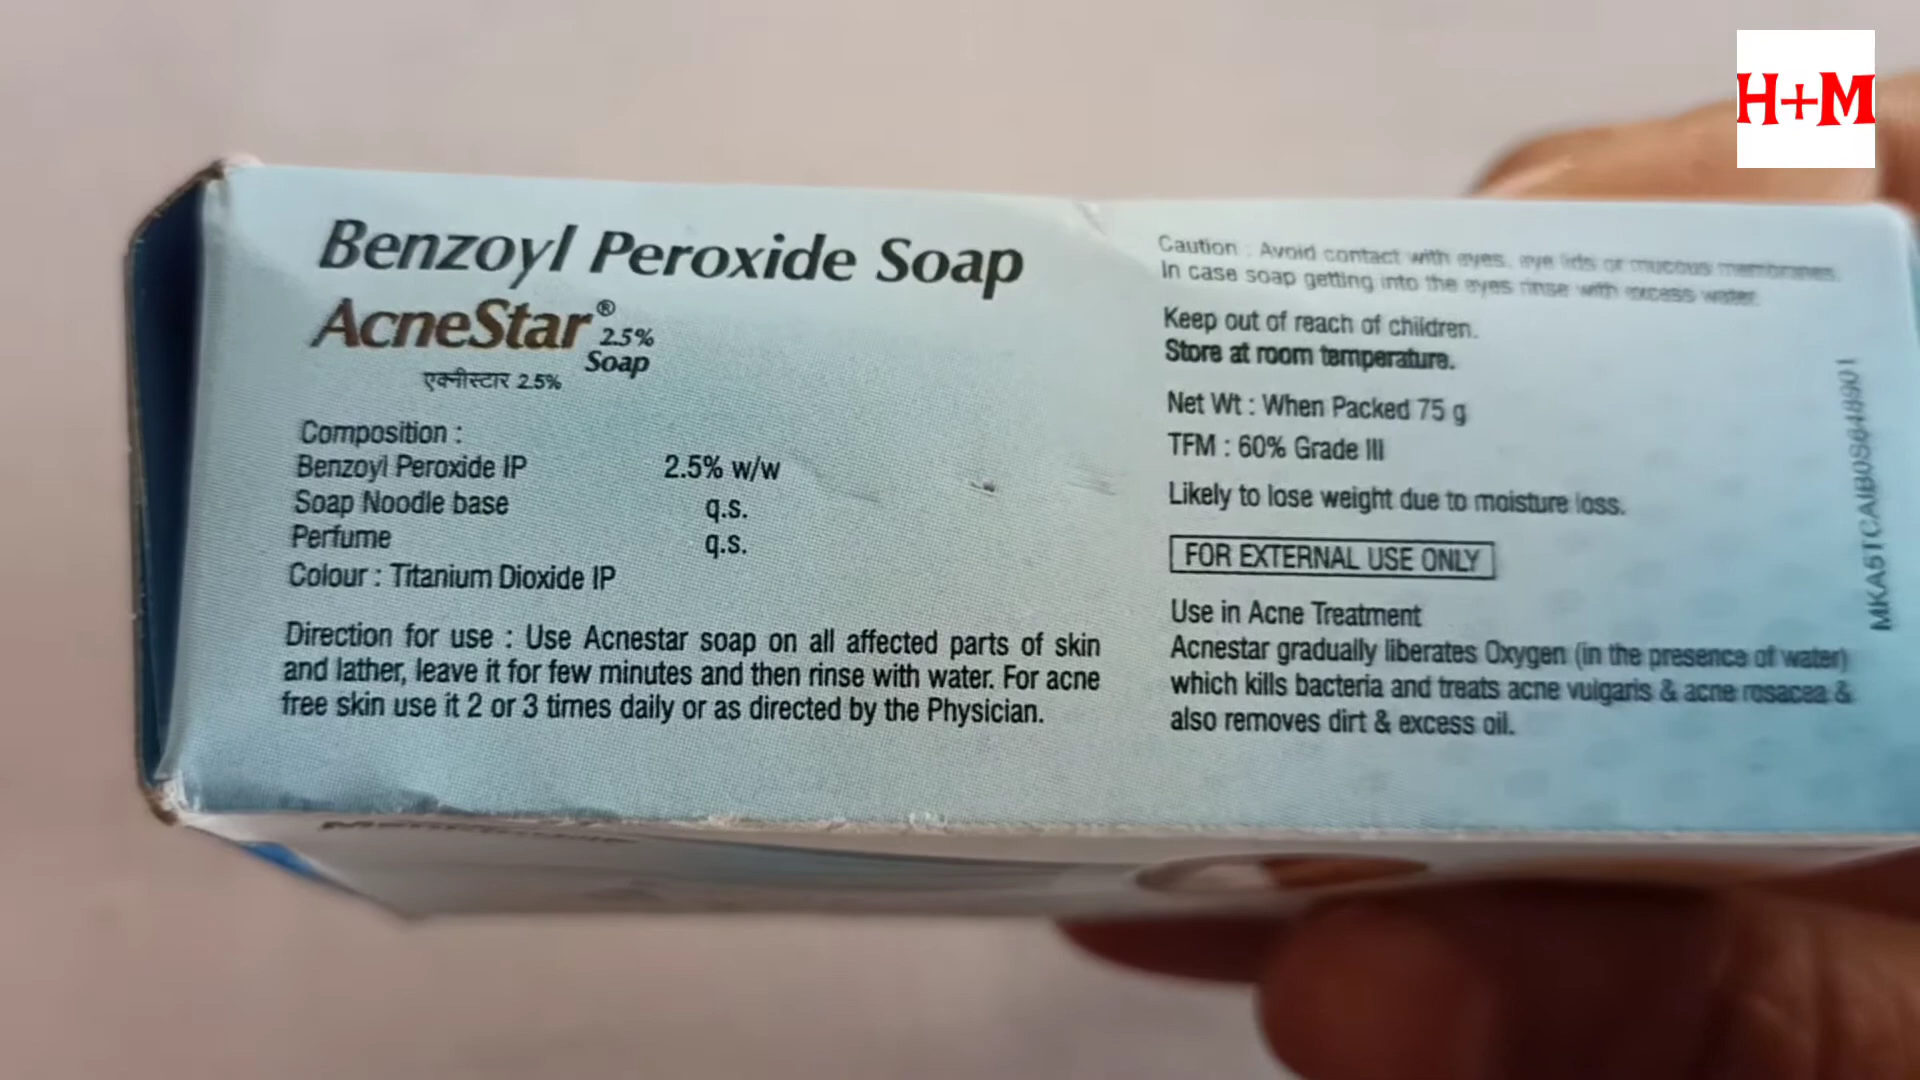 H+M
Benzoyl Peroxide Soap
AcneStar® 2.5%
Soap
एक्नीस्टार 2.5%
Composition :
Benzoyl Peroxide IP 2.5% w/w
Soap Noodle base q.s.
Perfume q.s.
Colour : Titanium Dioxide IP
Direction for use : Use Acnestar soap on all affected parts of skin
and lather, leave it for few minutes and then rinse with water. For acne
free skin use it 2 or 3 times daily or as directed by the Physician.
Caution : Avoid contact with eyes, eye lids or mucous membranes.
In case soap getting into the eyes rinse with excess water.
Keep out of reach of children.
Store at room temperature.
Net Wt : When Packed 75 g
TFM : 60% Grade III
Likely to lose weight due to moisture loss.
FOR EXTERNAL USE ONLY
Use in Acne Treatment
Acnestar gradually liberates Oxygen (in the presence of water)
which kills bacteria and treats acne vulgaris & acne rosacea &
also removes dirt & excess oil.